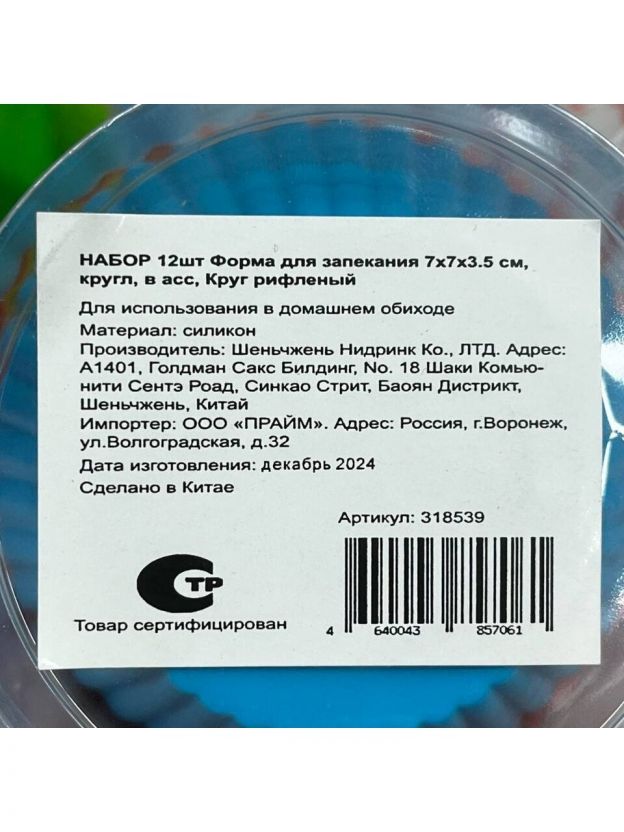 НАБОР 12шт Форма для запекания 7х7х3.5 см,
кругл, в асс, Круг рифленый
Для использования в домашнем обиходе
Материал: силикон
Производитель: Шеньчжень Нидринк Ко., ЛТД. Адрес:
А1401, Голдман Сакс Билдинг, No. 18 Шаки Комью-
нити Сентэ Роад, Синкао Стрит, Баоян Дистрикт,
Шеньчжень, Китай
Импортер: ООО «ПРАЙМ». Адрес: Россия, г.Воронеж,
ул.Волгоградская, д.32
Дата изготовления: декабрь 2024
Сделано в Китае
Артикул: 318539
СТР
Товар сертифицирован
4 640043 857061